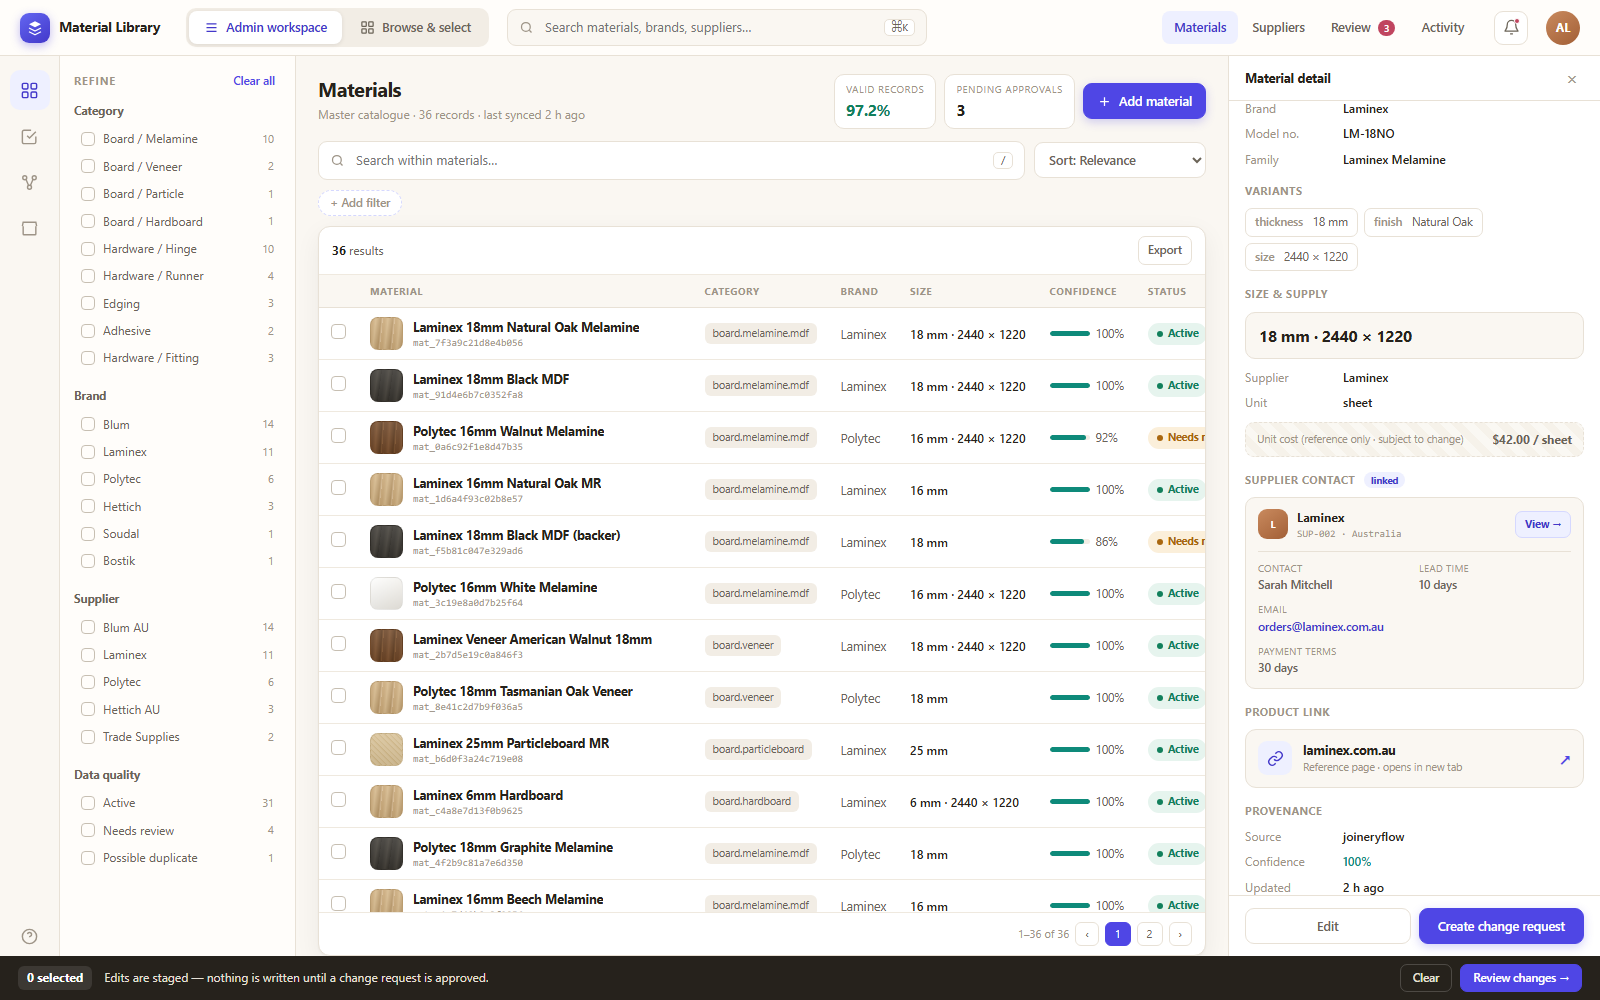 Material Library
Admin workspace
Browse & select
Search materials, brands, suppliers...
⌘K
Materials
Suppliers
Review 3
Activity
AL
REFINE
Clear all
Category
Board / Melamine 10
Board / Veneer 2
Board / Particle 1
Board / Hardboard 1
Hardware / Hinge 10
Hardware / Runner 4
Edging 3
Adhesive 2
Hardware / Fitting 3
Brand
Blum 14
Laminex 11
Polytec 6
Hettich 3
Soudal 1
Bostik 1
Supplier
Blum AU 14
Laminex 11
Polytec 6
Hettich AU 3
Trade Supplies 2
Data quality
Active 31
Needs review 4
Possible duplicate 1
Materials
Master catalogue · 36 records · last synced 2 h ago
VALID RECORDS
97.2%
PENDING APPROVALS
3
+ Add material
Search within materials...
/
Sort: Relevance
+ Add filter
36 results
Export
MATERIAL CATEGORY BRAND SIZE CONFIDENCE STATUS
Laminex 18mm Natural Oak Melamine
mat_7f3a9c21d8e4b056
board.melamine.mdf Laminex 18 mm · 2440 × 1220 100% Active
Laminex 18mm Black MDF
mat_91d4e6b7c0352fa8
board.melamine.mdf Laminex 18 mm · 2440 × 1220 100% Active
Polytec 16mm Walnut Melamine
mat_0a6c92f1e8d47b35
board.melamine.mdf Polytec 16 mm · 2440 × 1220 92% Needs r
Laminex 16mm Natural Oak MR
mat_1d6a4f93c02b8e57
board.melamine.mdf Laminex 16 mm 100% Active
Laminex 18mm Black MDF (backer)
mat_f5b81c047e329ad6
board.melamine.mdf Laminex 18 mm 86% Needs r
Polytec 16mm White Melamine
mat_3c19e8a0d7b25f64
board.melamine.mdf Polytec 16 mm · 2440 × 1220 100% Active
Laminex Veneer American Walnut 18mm
mat_2b7d5e19c0a846f3
board.veneer Laminex 18 mm · 2440 × 1220 100% Active
Polytec 18mm Tasmanian Oak Veneer
mat_8e41c2d7b9f036a5
board.veneer Polytec 18 mm 100% Active
Laminex 25mm Particleboard MR
mat_b6d0f3a24c719e08
board.particleboard Laminex 25 mm 100% Active
Laminex 6mm Hardboard
mat_c4a8e7d13f0b9625
board.hardboard Laminex 6 mm · 2440 × 1220 100% Active
Polytec 18mm Graphite Melamine
mat_4f2b9c81a7e6d350
board.melamine.mdf Polytec 18 mm 100% Active
Laminex 16mm Beech Melamine
board.melamine.mdf Laminex 16 mm 100% Active
1–36 of 36 ‹ 1 2 ›
Material detail
×
Brand Laminex
Model no. LM-18NO
Family Laminex Melamine
VARIANTS
thickness 18 mm
finish Natural Oak
size 2440 × 1220
SIZE & SUPPLY
18 mm · 2440 × 1220
Supplier Laminex
Unit sheet
Unit cost (reference only · subject to change) $42.00 / sheet
SUPPLIER CONTACT linked
L
Laminex
SUP-002 · Australia
View →
CONTACT LEAD TIME
Sarah Mitchell 10 days
EMAIL
orders@laminex.com.au
PAYMENT TERMS
30 days
PRODUCT LINK
laminex.com.au
Reference page · opens in new tab
↗
PROVENANCE
Source joineryflow
Confidence 100%
Updated 2 h ago
Edit
Create change request
0 selected
Edits are staged — nothing is written until a change request is approved.
Clear
Review changes →